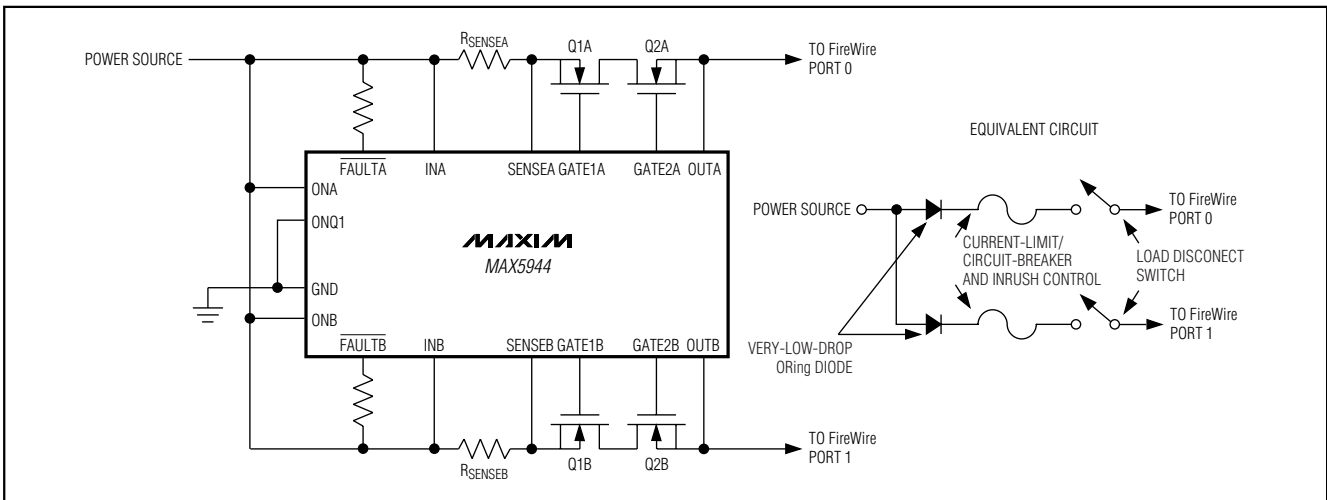 POWER SOURCE
RSENSEA
Q1A
Q2A
TO FireWire
PORT 0
FAULTA
INA
SENSEA
GATE1A
GATE2A
OUTA
ONA
ONQ1
MAXIM
MAX5944
GND
ONB
FAULTB
INB
SENSEB
GATE1B
GATE2B
OUTB
RSENSEB
Q1B
Q2B
TO FireWire
PORT 1
EQUIVALENT CIRCUIT
POWER SOURCE
TO FireWire
PORT 0
CURRENT-LIMIT/
CIRCUIT-BREAKER
AND INRUSH CONTROL
LOAD DISCONECT
SWITCH
TO FireWire
PORT 1
VERY-LOW-DROP
ORing DIODE